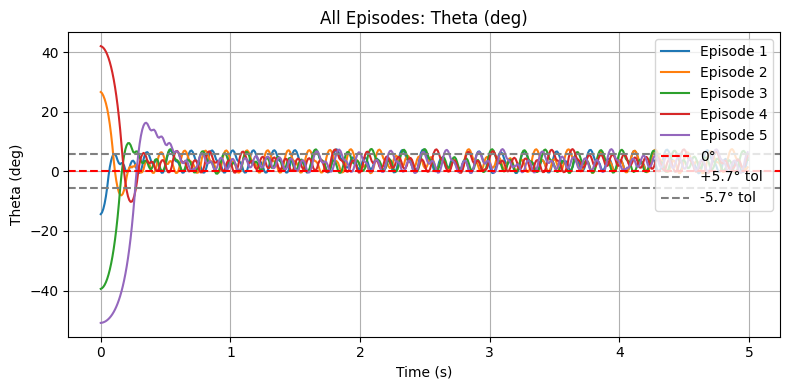 All Episodes: Theta (deg)
Theta (deg)
40
20
0
−20
−40
0
1
2
3
4
5
Time (s)
Episode 1
Episode 2
Episode 3
Episode 4
Episode 5
0°
+5.7° tol
-5.7° tol